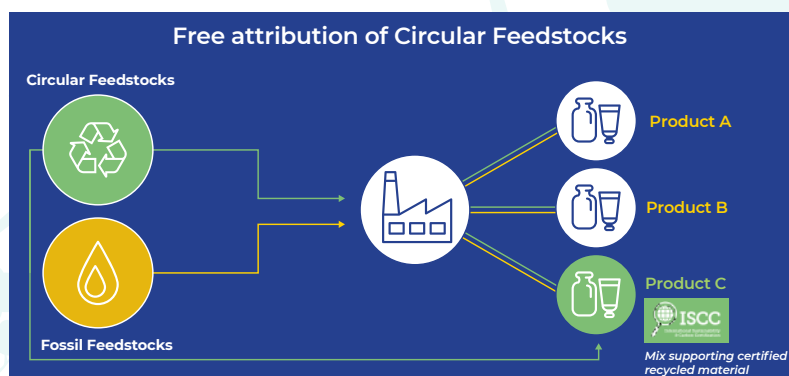 Free attribution of Circular Feedstocks
Circular Feedstocks
Fossil Feedstocks
Product A
Product B
Product C
ISCC
Mix supporting certified
recycled material